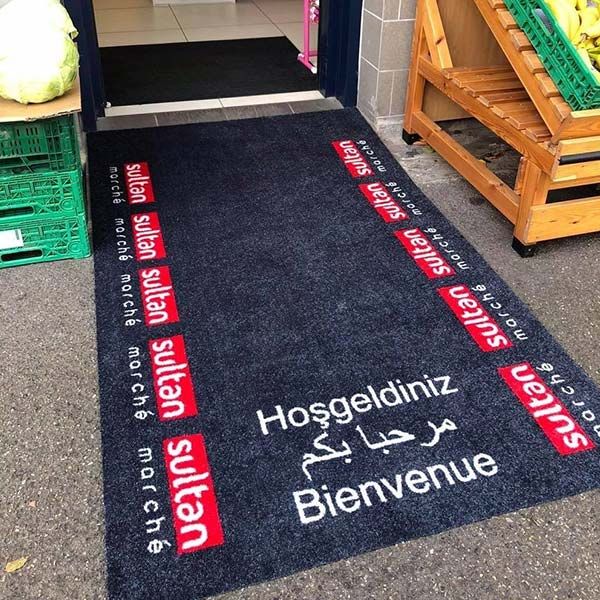 sultan
marché
sultan
marché
sultan
marché
sultan
marché
sultan
marché
sultan
marché
sultan
marché
sultan
marché
sultan
marché
sultan
marché
Hoşgeldiniz
مرحبا بكم
Bienvenue